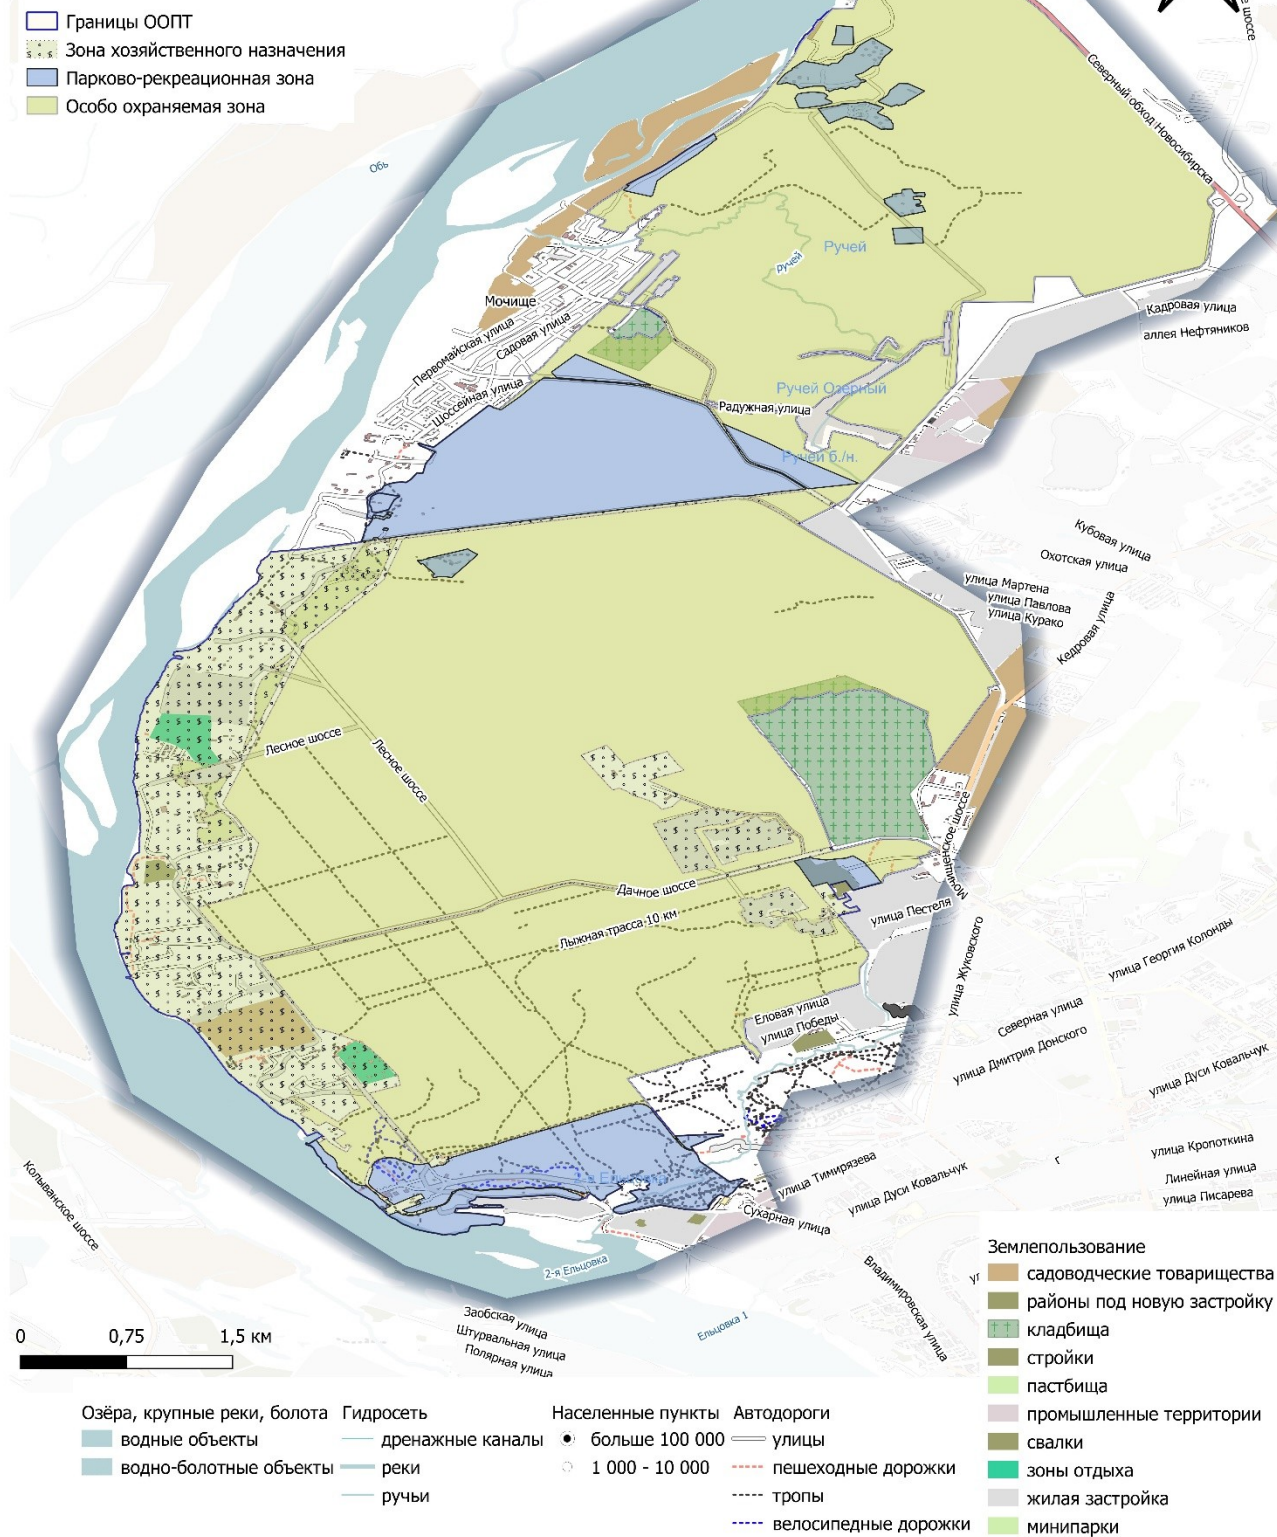 Границы ООПТ
Зона хозяйственного назначения
Парково-рекреационная зона
Особо охраняемая зона
е шоссе
Северный обход Новосибирска
Обь
Ручей
ручей
Мочище
Кадровая улица
аллея Нефтяников
Первомайская улица
Садовая улица
Шоссейная улица
Ручей Озерный
Радужная улица
Ручей б./н.
Кубовая улица
Охотская улица
улица Мартена
улица Павлова
улица Курако
Кедровая улица
Лесное шоссе
Лесное шоссе
Мочищенское шоссе
Дачное шоссе
улица Пестеля
Лыжная трасса 10 км
улица Жуковского
улица Георгия Колонды
Еловая улица
улица Победы
Северная улица
улица Дмитрия Донского
улица Дуси Ковальчук
улица Кропоткина
Линейная улица
улица Писарева
улица Тимирязева
улица Дуси Ковальчук
г
Сухарная улица
Колыванское шоссе
2-я Ельцовка
Владимировская улица
ул
Заобская улица
Штурвальная улица
Полярная улица
Ельцовка 1
0 0,75 1,5 км
Землепользование
садоводческие товарищества
районы под новую застройку
кладбища
стройки
пастбища
промышленные территории
свалки
зоны отдыха
жилая застройка
минипарки
Озёра, крупные реки, болота
водные объекты
водно-болотные объекты
Гидросеть
дренажные каналы
реки
ручьи
Населенные пункты
больше 100 000
1 000 - 10 000
Автодороги
улицы
пешеходные дорожки
тропы
велосипедные дорожки